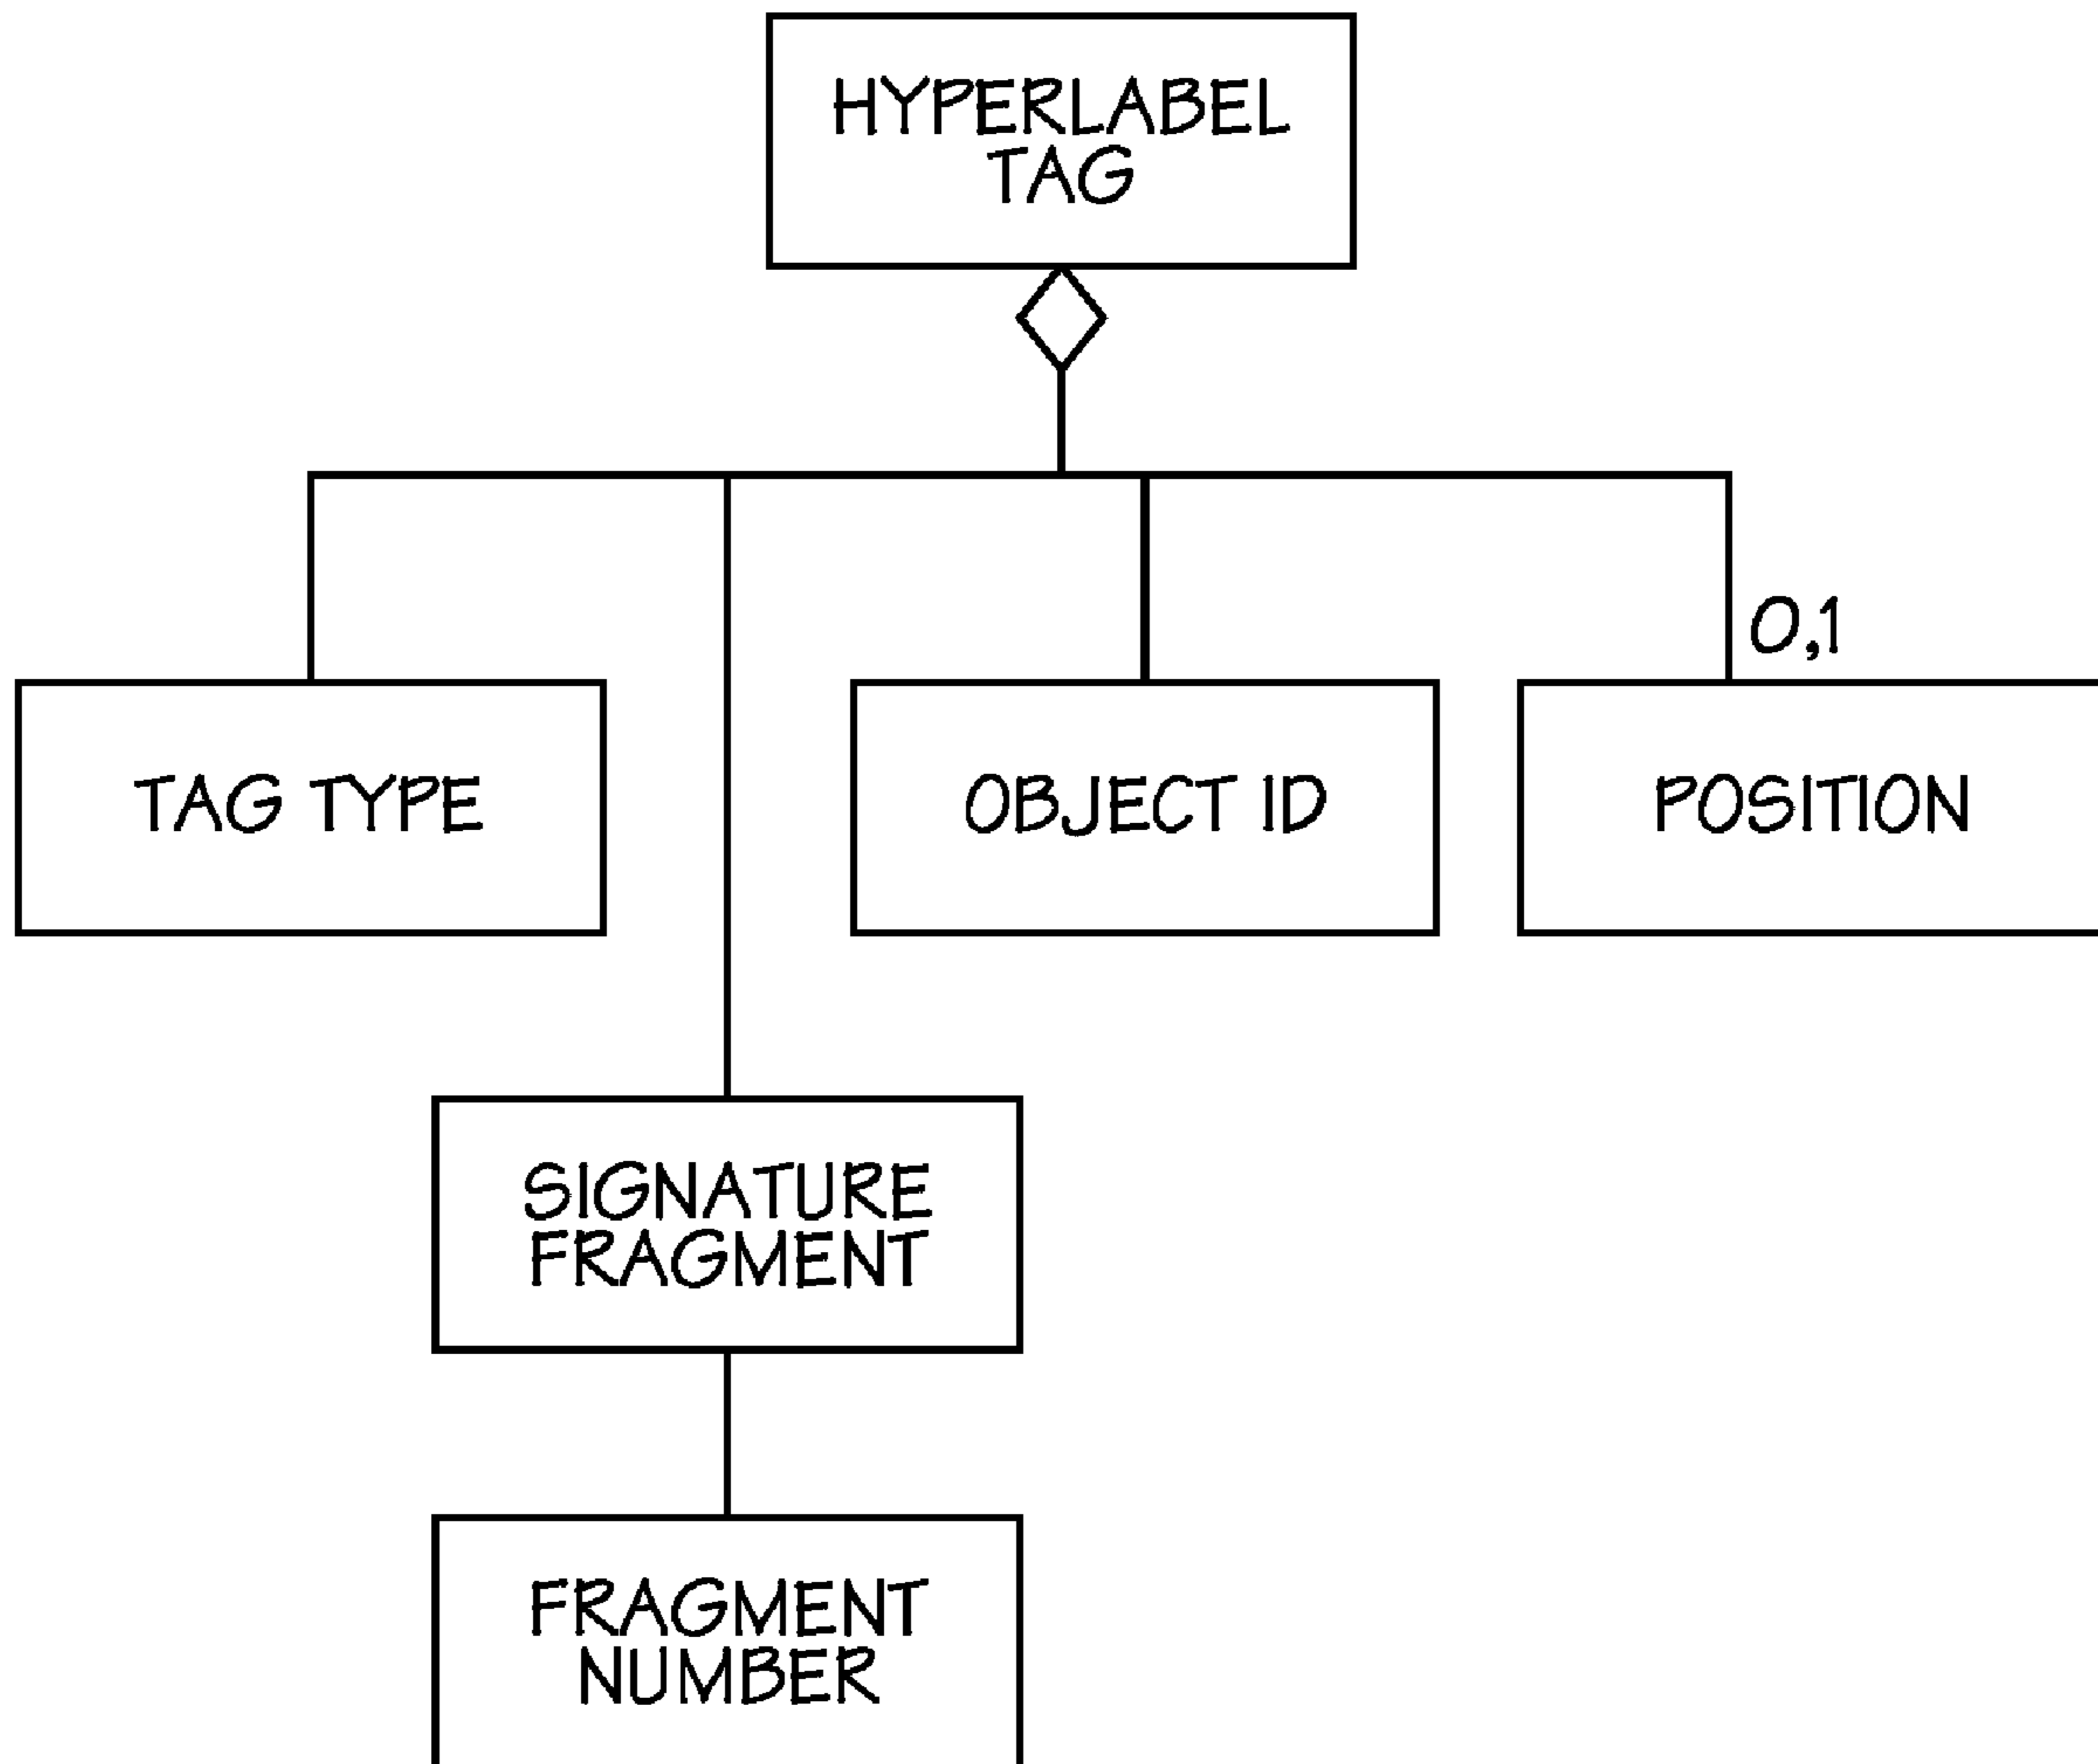 HYPERLABEL
TAG
0,1
TAG TYPE
OBJECT ID
POSITION
SIGNATURE
FRAGMENT
FRAGMENT
NUMBER